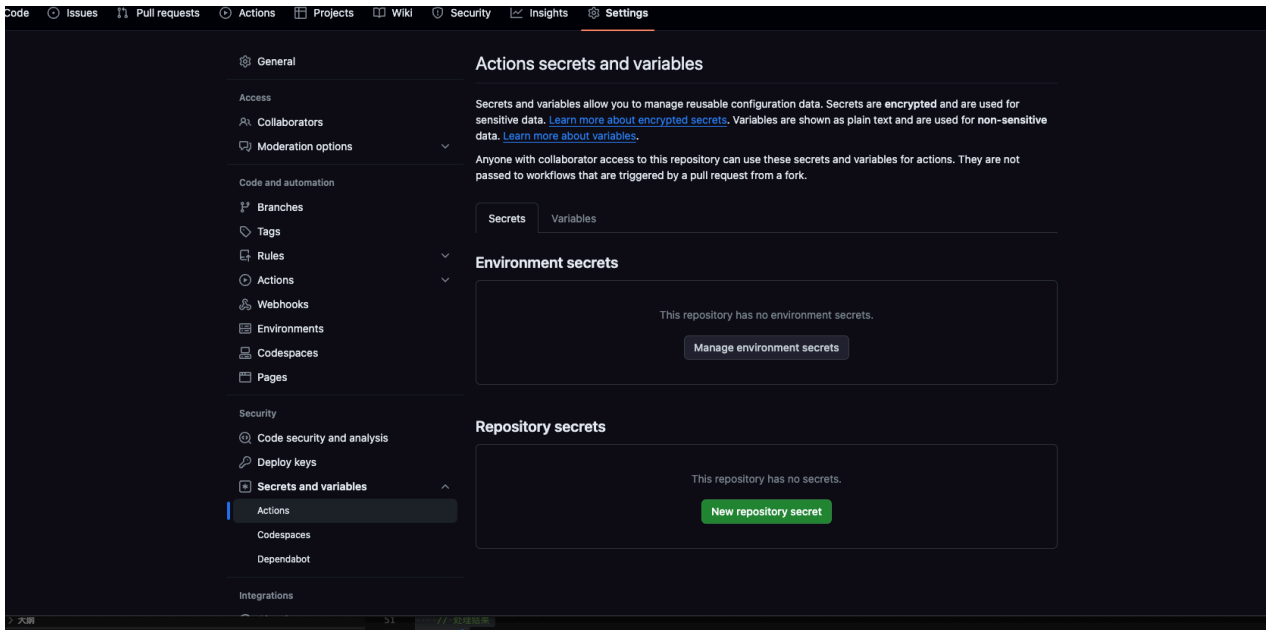 Code Issues Pull requests Actions Projects Wiki Security Insights Settings
General
Access
Collaborators
Moderation options
Code and automation
Branches
Tags
Rules
Actions
Webhooks
Environments
Codespaces
Pages
Security
Code security and analysis
Deploy keys
Secrets and variables
Actions
Codespaces
Dependabot
Integrations
Actions secrets and variables
Secrets and variables allow you to manage reusable configuration data. Secrets are encrypted and are used for
sensitive data. Learn more about encrypted secrets. Variables are shown as plain text and are used for non-sensitive
data. Learn more about variables.
Anyone with collaborator access to this repository can use these secrets and variables for actions. They are not
passed to workflows that are triggered by a pull request from a fork.
Secrets Variables
Environment secrets
This repository has no environment secrets.
Manage environment secrets
Repository secrets
This repository has no secrets.
New repository secret
51 // 处理结果